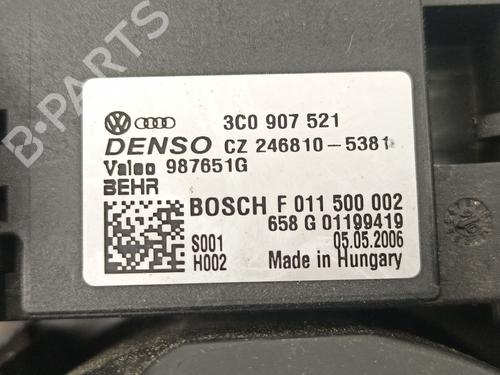 B-PARTS
3C0 907 521
DENSO CZ 246810-5381
Valeo 987651G
BEHR
BOSCH F 011 500 002
658 G 01199419
S001 05.05.2006
H002 Made in Hungary